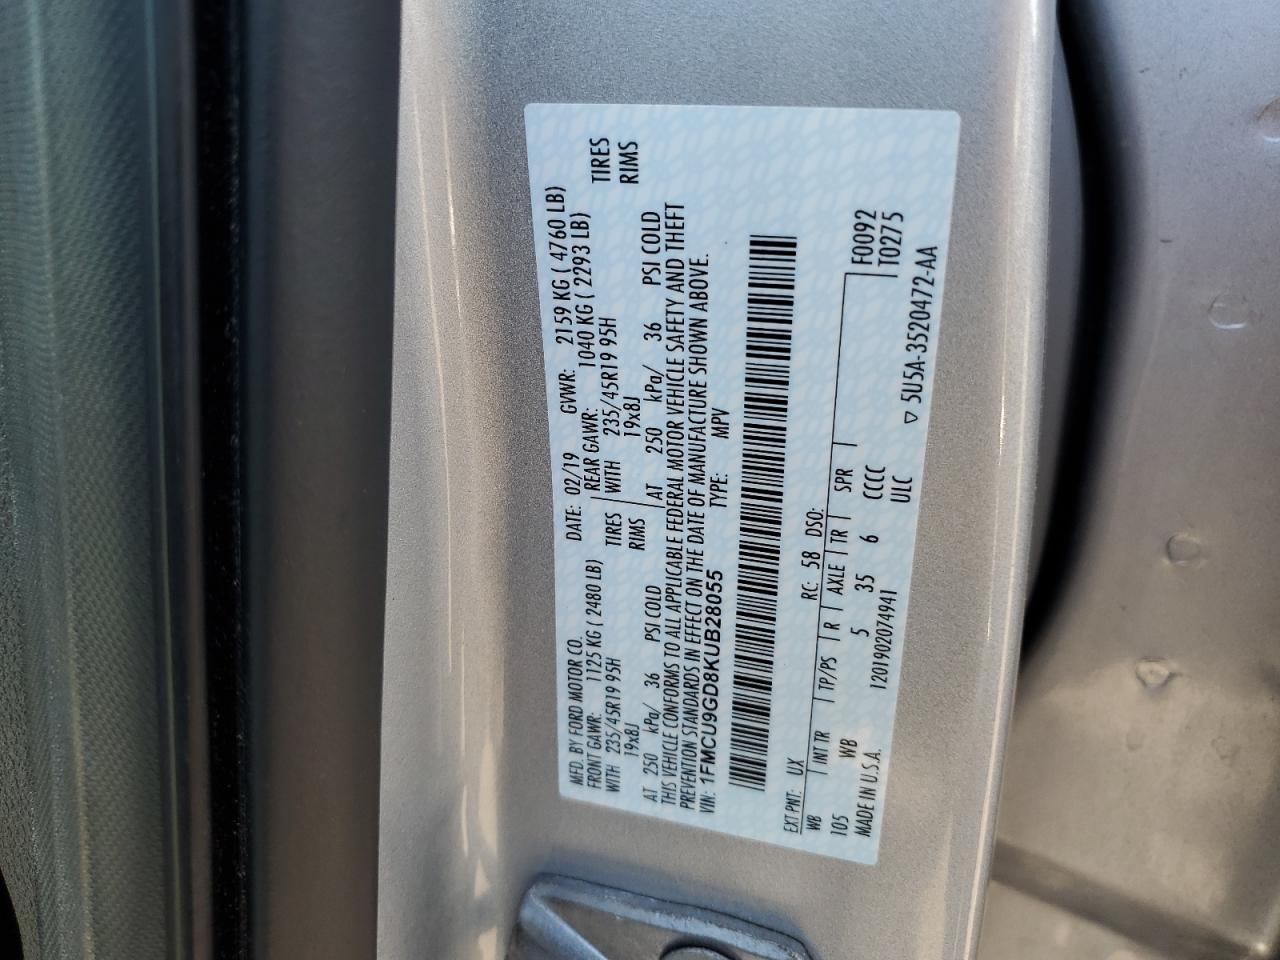 MFD. BY FORD MOTOR CO.
DATE: 02/19 GVWR: 2159 KG ( 4760 LB)
FRONT GAWR: 1125 KG ( 2480 LB)
REAR GAWR: 1040 KG ( 2293 LB)
WITH 235/45R19 95H TIRES
WITH 235/45R19 95H TIRES
19x8J RIMS
19x8J RIMS
AT 250 kPa/ 36 PSI COLD
AT 250 kPa/ 36 PSI COLD
THIS VEHICLE CONFORMS TO ALL APPLICABLE FEDERAL MOTOR VEHICLE SAFETY AND THEFT
PREVENTION STANDARDS IN EFFECT ON THE DATE OF MANUFACTURE SHOWN ABOVE.
VIN: 1FMCU9GD8KUB28055 TYPE: MPV
EXT PNT: UX RC: 58 DSO:
WB INT TR TP/PS R AXLE TR SPR F0092
105 WB 5 35 6 CCCC T0275
MADE IN U.S.A. 120190207494I ULC
▽ 5U5A-3520472-AA